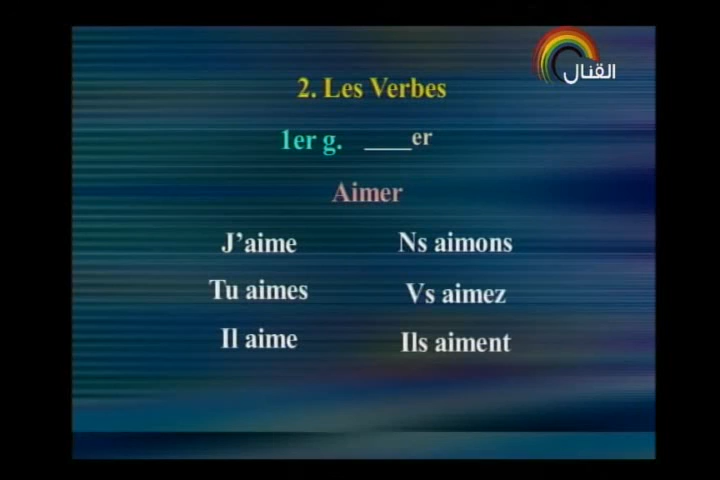 القنال
2. Les Verbes
1er g. ____er
Aimer
J’aime Ns aimons
Tu aimes Vs aimez
Il aime Ils aiment